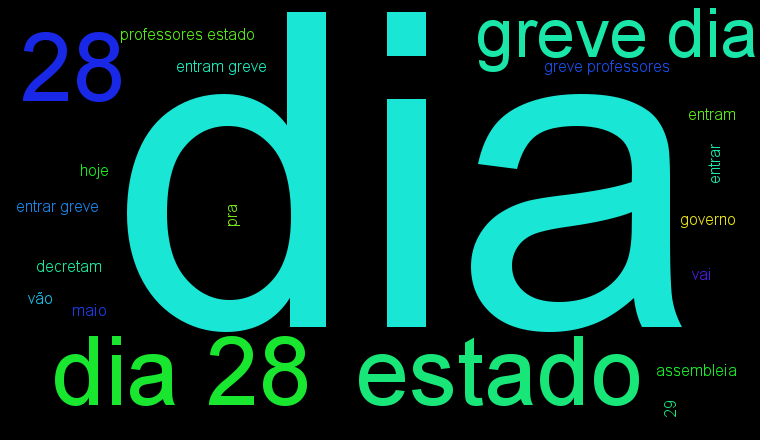 professores estado
greve dia
28
entram greve
greve professores
dia
entram
entrar
hoje
entrar greve
pra
governo
decretam
vai
vão
maio
dia 28
estado
assembleia
29